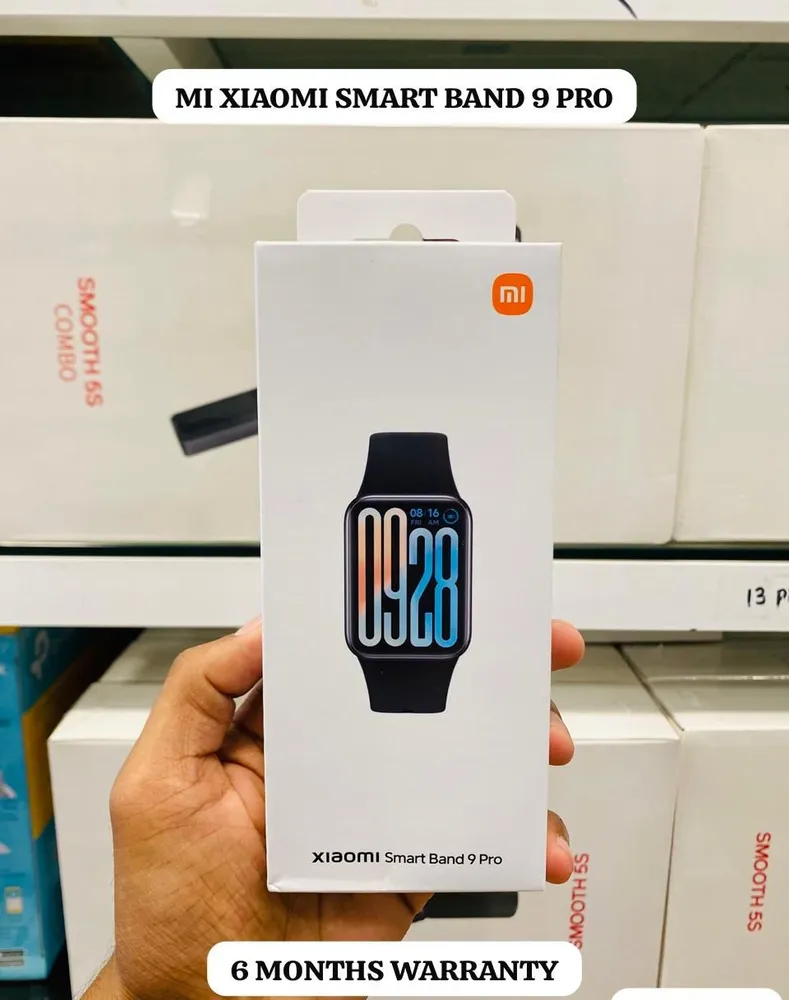 MI XIAOMI SMART BAND 9 PRO
mi
SMOOTH 5S
COMBO
08 16
FRI AM
0928
xiaomi Smart Band 9 Pro
13 P
SMOOTH 5S
SMOOTH 5S
6 MONTHS WARRANTY